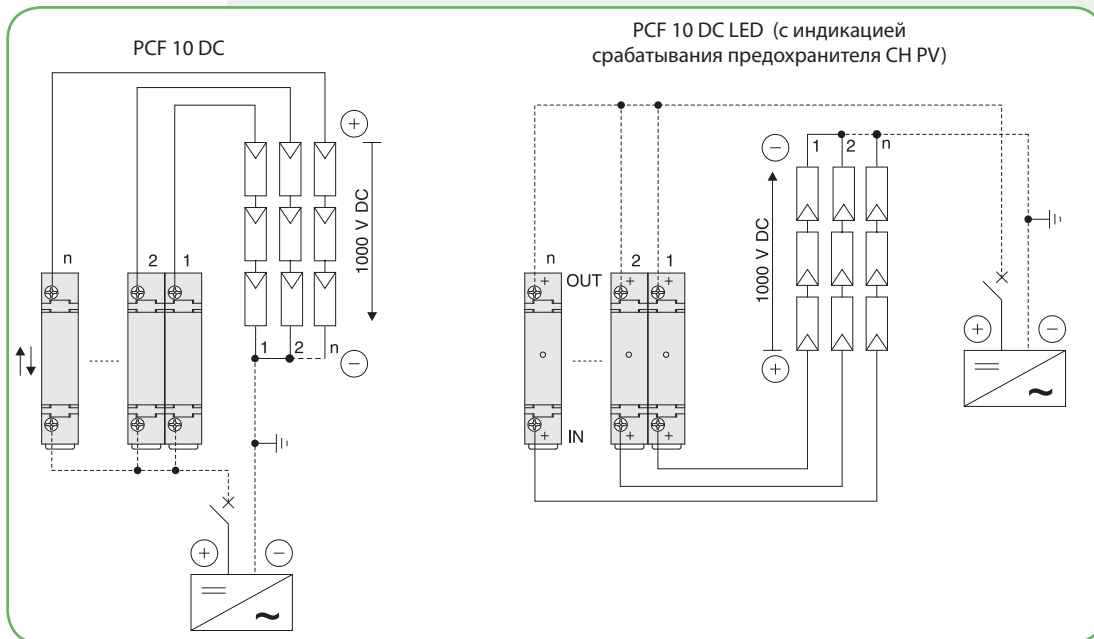 PCF 10 DC
PCF 10 DC LED (с индикацией
срабатывания предохранителя CH PV)
n
2
1
+
1000 V DC
1
2
n
−
+
−
n
2
1
+
+
+
OUT
IN
+
+
+
−
1
2
n
1000 V DC
+
+
−